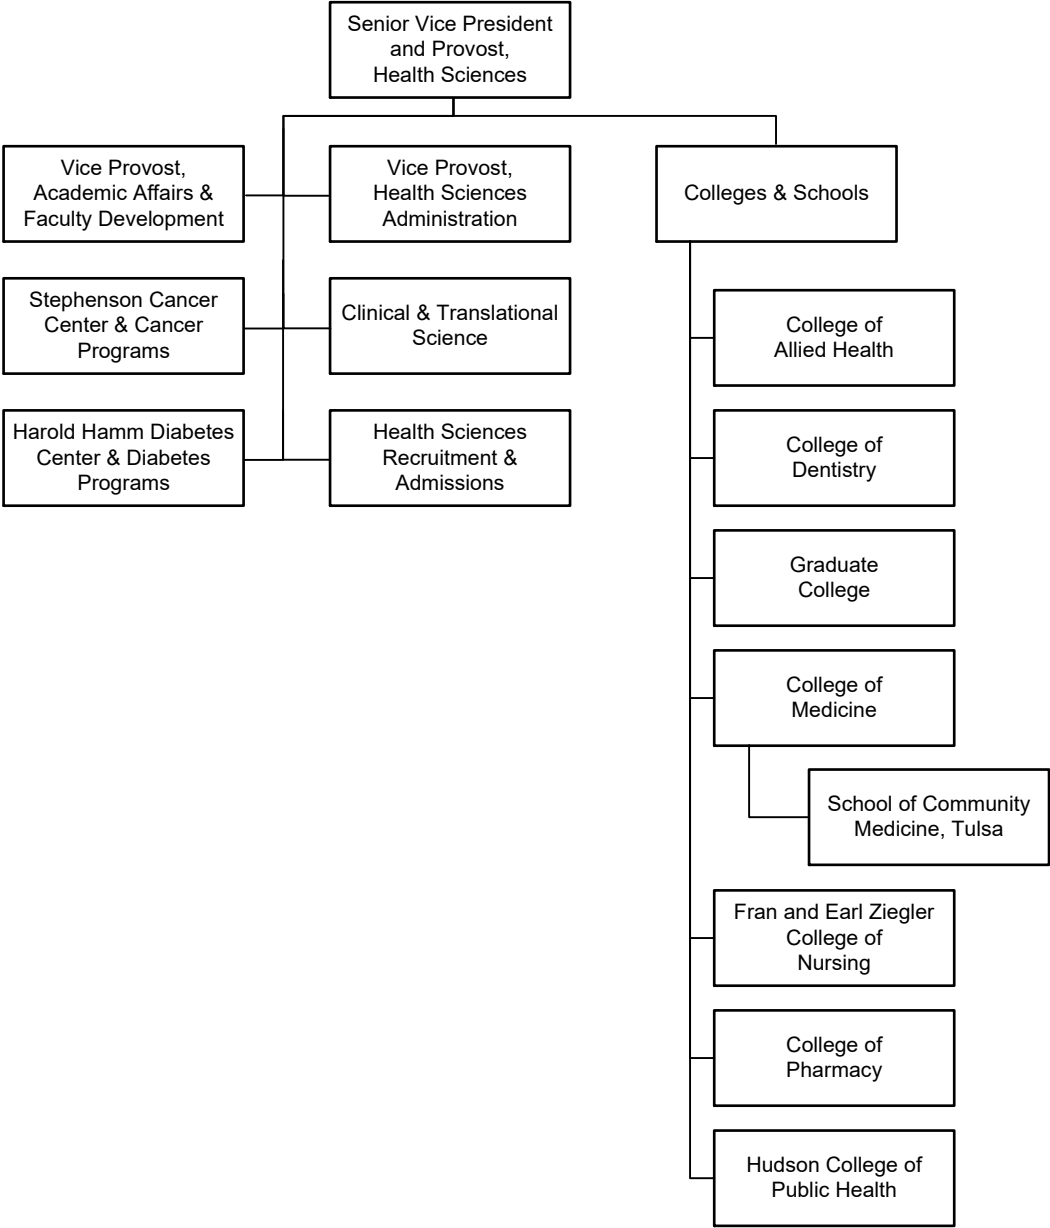 Senior Vice President
and Provost,
Health Sciences
Vice Provost,
Academic Affairs &
Faculty Development
Vice Provost,
Health Sciences
Administration
Colleges & Schools
Stephenson Cancer
Center & Cancer
Programs
Clinical & Translational
Science
Harold Hamm Diabetes
Center & Diabetes
Programs
Health Sciences
Recruitment &
Admissions
College of
Allied Health
College of
Dentistry
Graduate
College
College of
Medicine
School of Community
Medicine, Tulsa
Fran and Earl Ziegler
College of
Nursing
College of
Pharmacy
Hudson College of
Public Health